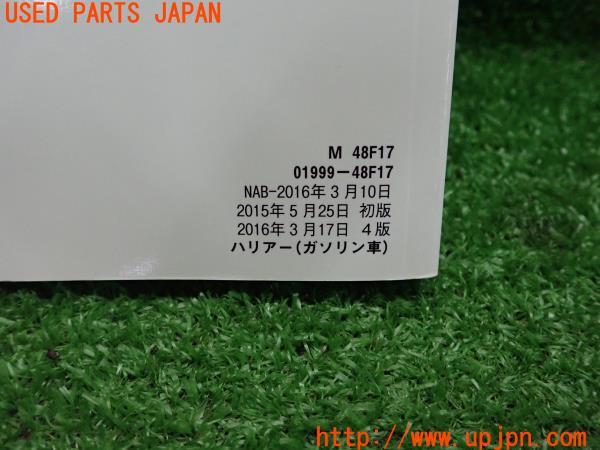 USED PARTS JAPAN
M 48F17
01999-48F17
NAB-2016年3月10日
2015年5月25日 初版
2016年3月17日 4版
ハリアー(ガソリン車)
http://www.upjpn.com/